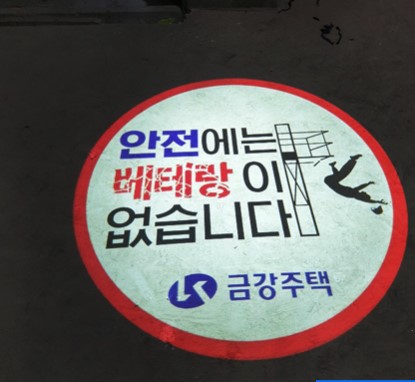 안전에는
베테랑 이
없습니다
금강주택